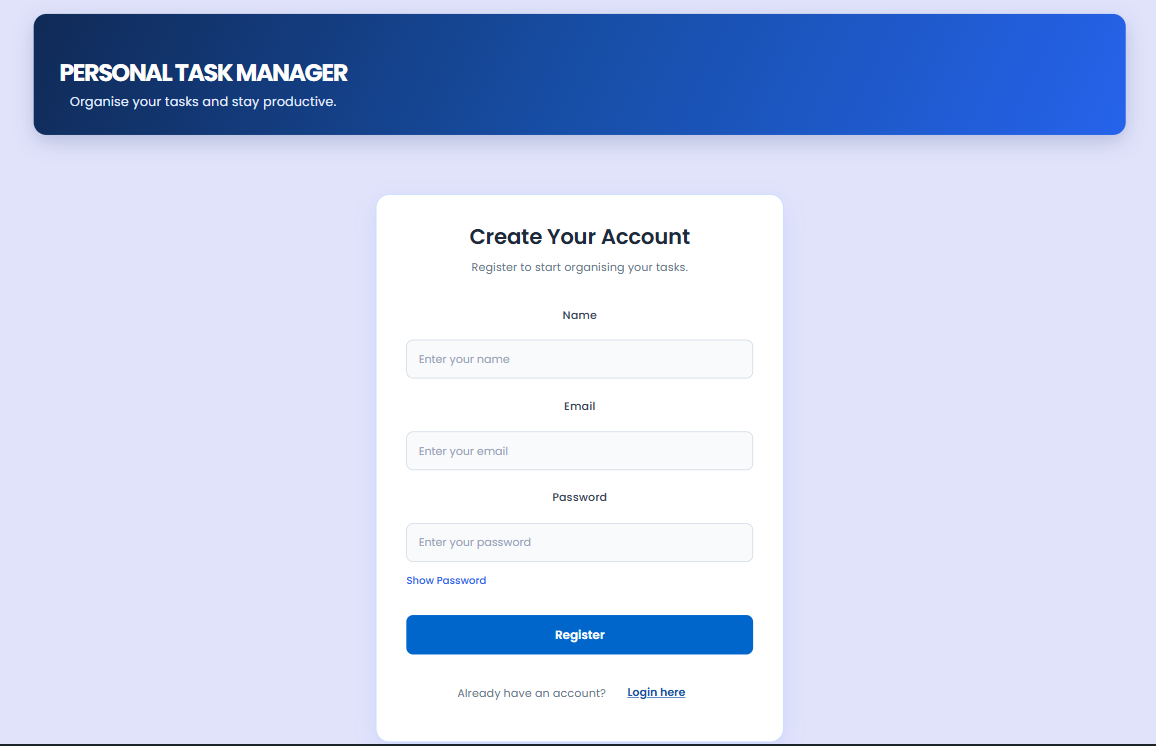 PERSONAL TASK MANAGER
Organise your tasks and stay productive.
Create Your Account
Register to start organising your tasks.
Name
Enter your name
Email
Enter your email
Password
Enter your password
Show Password
Register
Already have an account? Login here